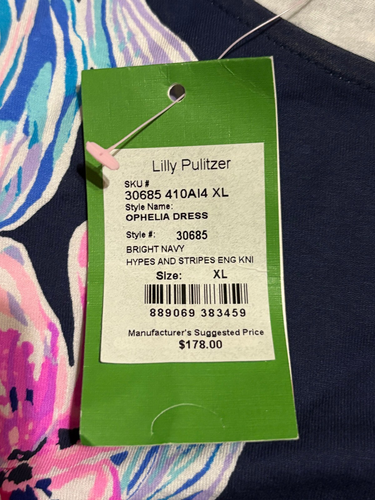 Lilly Pulitzer
SKU #
30685 410AI4 XL
Style Name:
OPHELIA DRESS
Style #: 30685
BRIGHT NAVY
HYPES AND STRIPES ENG KNI
Size: XL
889069 383459
Manufacturer's Suggested Price
$178.00